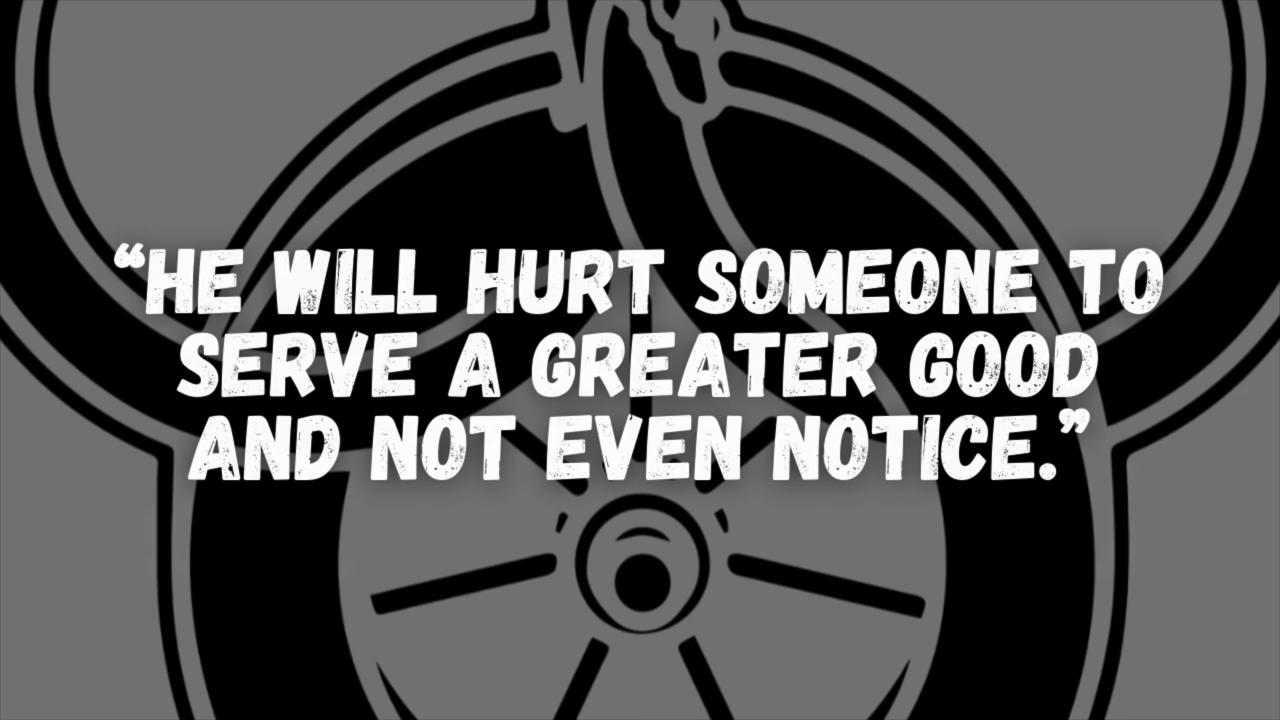 “HE WILL HURT SOMEONE TO
SERVE A GREATER GOOD
AND NOT EVEN NOTICE.”